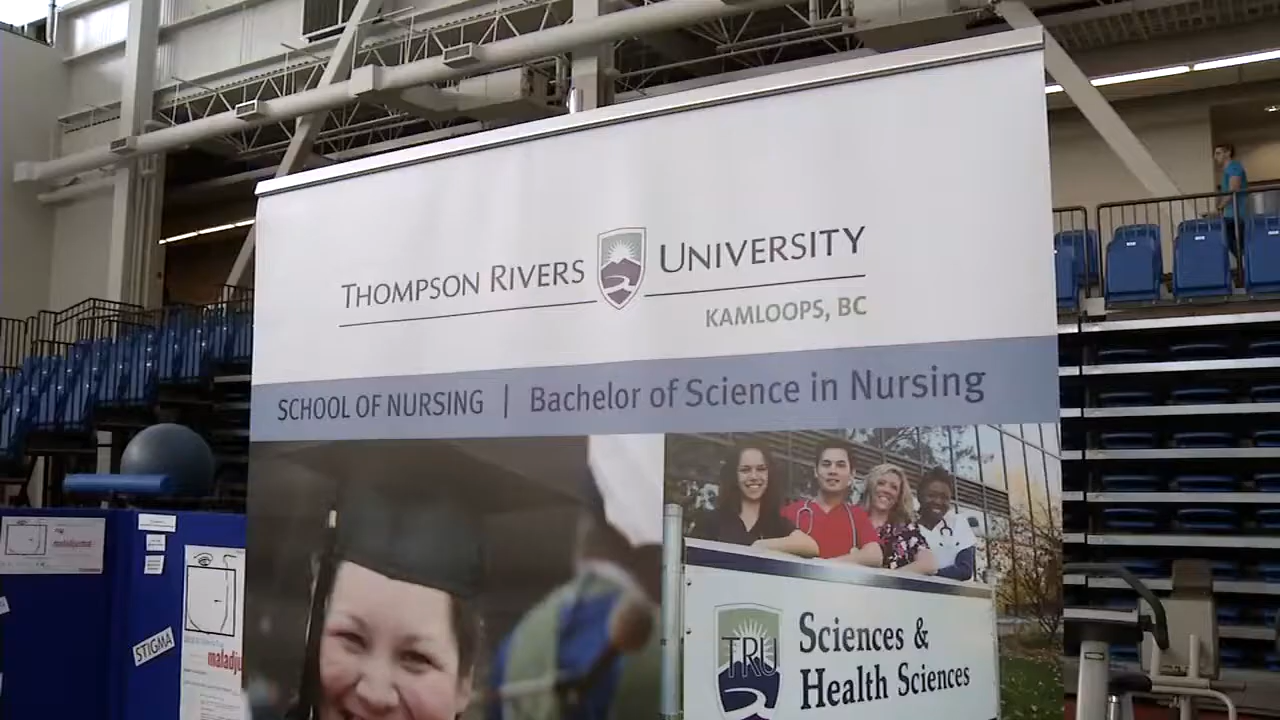 THOMPSON RIVERS UNIVERSITY
KAMLOOPS, BC
SCHOOL OF NURSING | Bachelor of Science in Nursing
TRU
Sciences &
Health Sciences
STIGMA